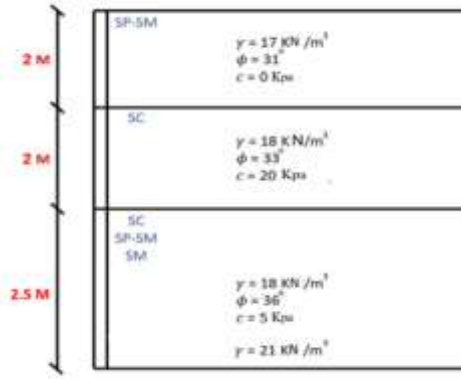 SP-SM
γ = 17 KN /m³
ϕ = 31°
c = 0 Kpa
2 M
SC
γ = 18 KN/m³
ϕ = 33°
c = 20 Kpa
2 M
SC
SP-SM
SM
γ = 18 KN /m³
ϕ = 36°
c = 5 Kpa
2.5 M
γ = 21 KN /m³